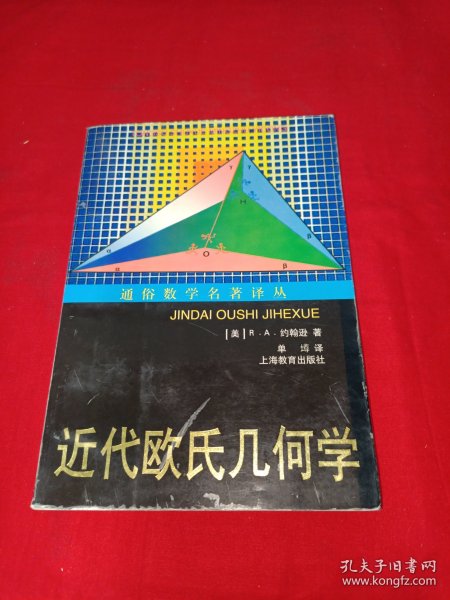 γ γ
H
α
β
O
α
β
通俗数学名著译丛
JINDAI OUSHI JIHEXUE
[美] R.A.约翰逊 著
单 墫 译
上海教育出版社
近代欧氏几何学
孔夫子旧书网
www.kongfz.com